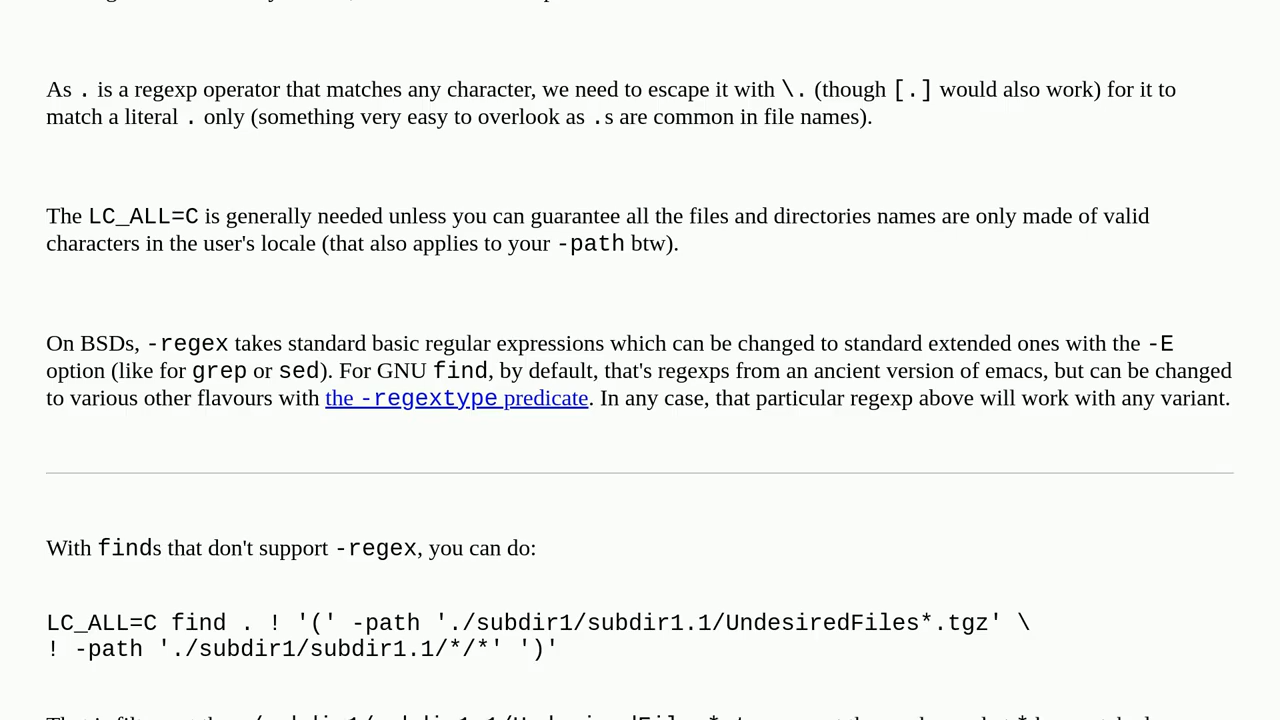 As . is a regexp operator that matches any character, we need to escape it with \. (though [.] would also work) for it to
match a literal . only (something very easy to overlook as .s are common in file names).
The LC_ALL=C is generally needed unless you can guarantee all the files and directories names are only made of valid
characters in the user's locale (that also applies to your -path btw).
On BSDs, -regex takes standard basic regular expressions which can be changed to standard extended ones with the -E
option (like for grep or sed). For GNU find, by default, that's regexps from an ancient version of emacs, but can be changed
to various other flavours with the -regextype predicate. In any case, that particular regexp above will work with any variant.
With finds that don't support -regex, you can do:
LC_ALL=C find . ! '(' -path './subdir1/subdir1.1/UndesiredFiles*.tgz' \
! -path './subdir1/subdir1.1/*/*' ')'